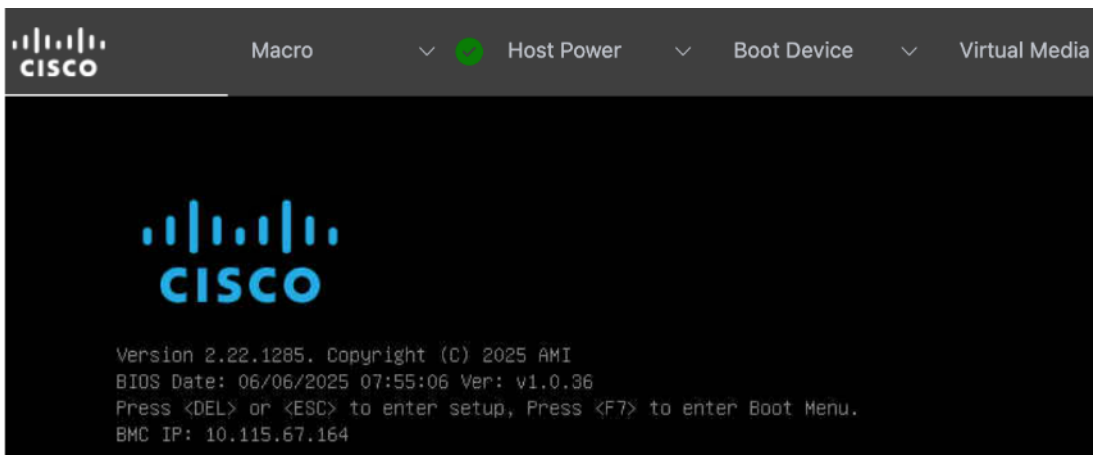 CISCO
Macro Host Power Boot Device Virtual Media
CISCO
Version 2.22.1285. Copyright (C) 2025 AMI
BIOS Date: 06/06/2025 07:55:06 Ver: v1.0.36
Press <DEL> or <ESC> to enter setup, Press <F7> to enter Boot Menu.
BMC IP: 10.115.67.164